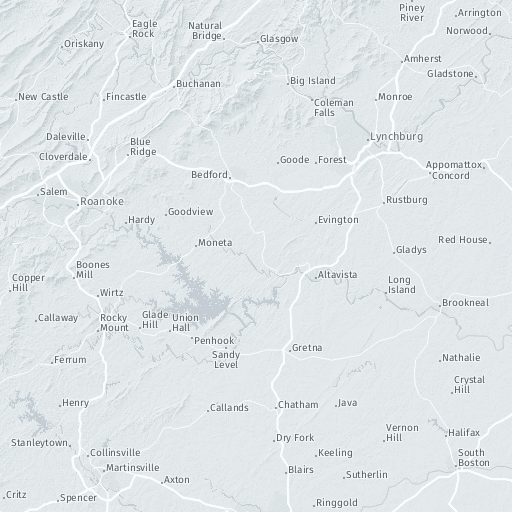 Piney
River
Arrington
Eagle
Rock
Natural
Bridge
Norwood
Oriskany
Glasgow
Amherst
Gladstone
Buchanan
Big Island
New Castle
Fincastle
Coleman
Falls
Monroe
Daleville
Lynchburg
Blue
Ridge
Cloverdale
Goode
Forest
Appomattox
Bedford
Concord
Salem
Roanoke
Rustburg
Goodview
Hardy
Evington
Moneta
Red House
Gladys
Boones
Mill
Copper
Hill
Altavista
Long
Island
Wirtz
Brookneal
Callaway
Glade
Hill
Union
Hall
Rocky
Mount
Penhook
Sandy
Level
Gretna
Ferrum
Nathalie
Crystal
Hill
Henry
Callands
Chatham
Java
Vernon
Hill
Halifax
Stanleytown
Dry Fork
Collinsville
Keeling
South
Boston
Martinsville
Blairs
Sutherlin
Axton
Critz
Spencer
Ringgold